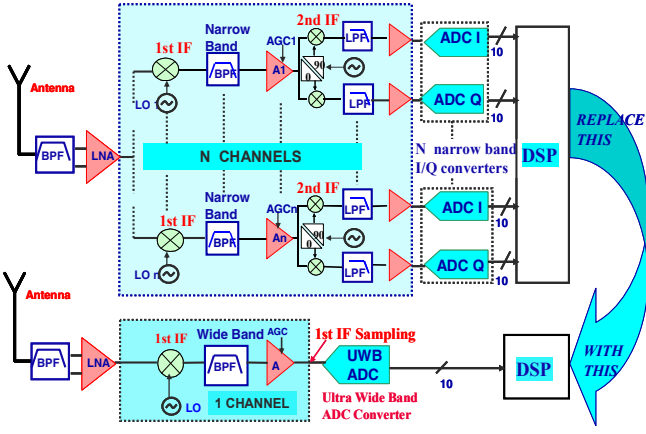 Antenna
BPF
LNA
1st IF
LO
Narrow
Band
BPF
AGC1
A1
2nd IF
90
0
LPF
LPF
ADC I
10
ADC Q
10
N CHANNELS
N narrow band
I/Q converters
DSP
REPLACE
THIS
1st IF
LO n
Narrow
Band
BPF
AGCn
An
2nd IF
90
0
LPF
LPF
ADC I
10
ADC Q
10
Antenna
BPF
LNA
1st IF
LO
Wide Band
BPF
AGC
A
1 CHANNEL
1st IF Sampling
UWB
ADC
Ultra Wide Band
ADC Converter
10
DSP
WITH
THIS